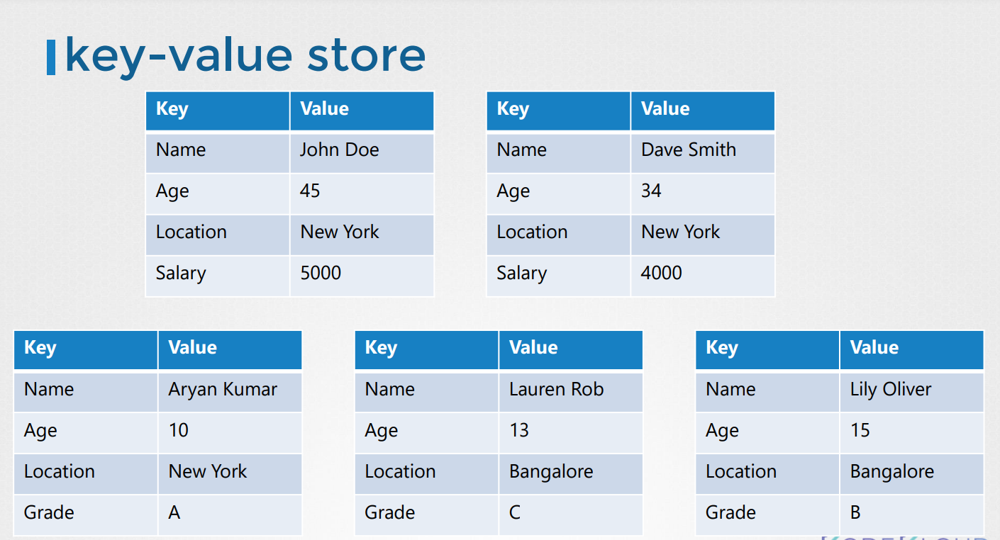 key-value store
Key Value
Name John Doe
Age 45
Location New York
Salary 5000
Key Value
Name Dave Smith
Age 34
Location New York
Salary 4000
Key Value
Name Aryan Kumar
Age 10
Location New York
Grade A
Key Value
Name Lauren Rob
Age 13
Location Bangalore
Grade C
Key Value
Name Lily Oliver
Age 15
Location Bangalore
Grade B